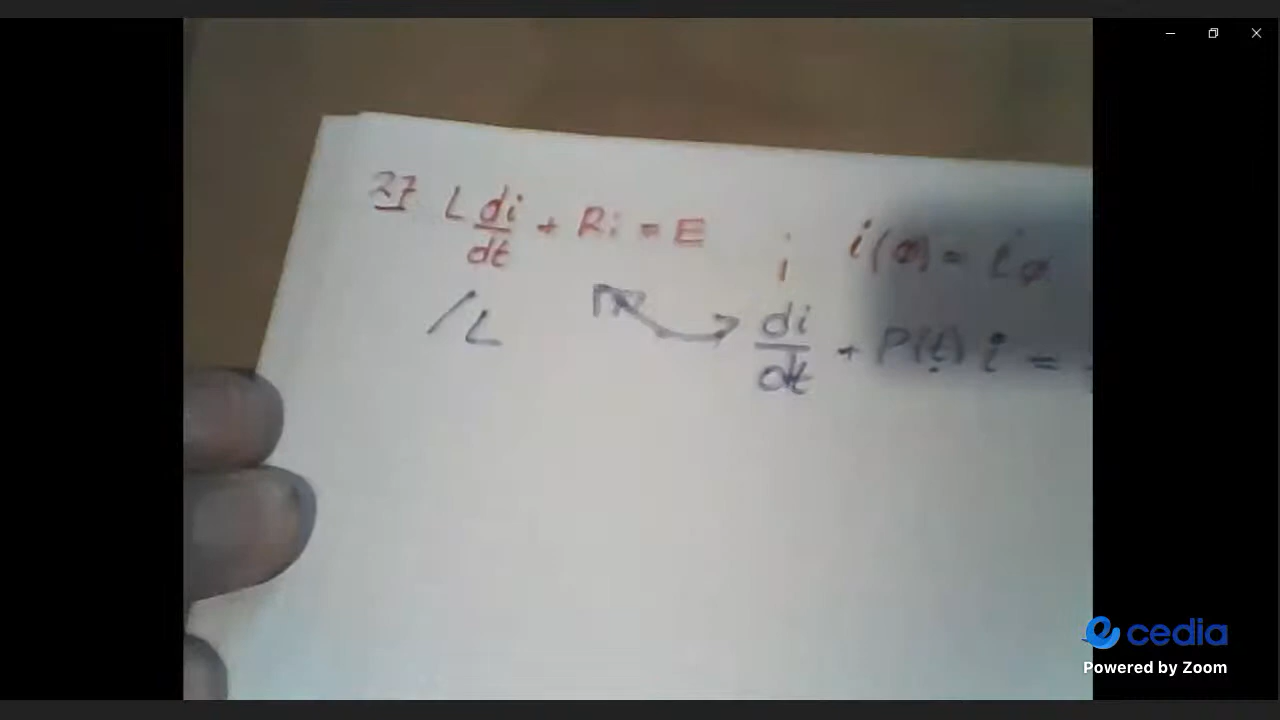 27 L di/dt + Ri = E
i i(0) = i0
/L
di/dt + P(t) i =
cedia
Powered by Zoom